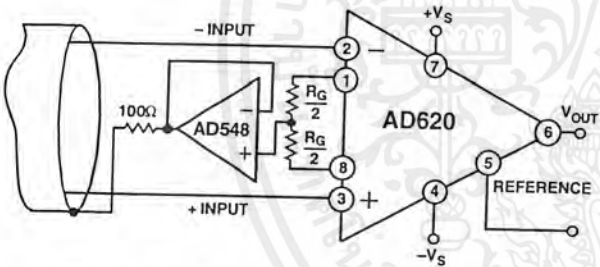 − INPUT
100Ω
AD548
−
+
R_G
2
R_G
2
+ INPUT
2
−
1
8
3
+
AD620
+V_S
7
4
−V_S
5
REFERENCE
6
V_OUT